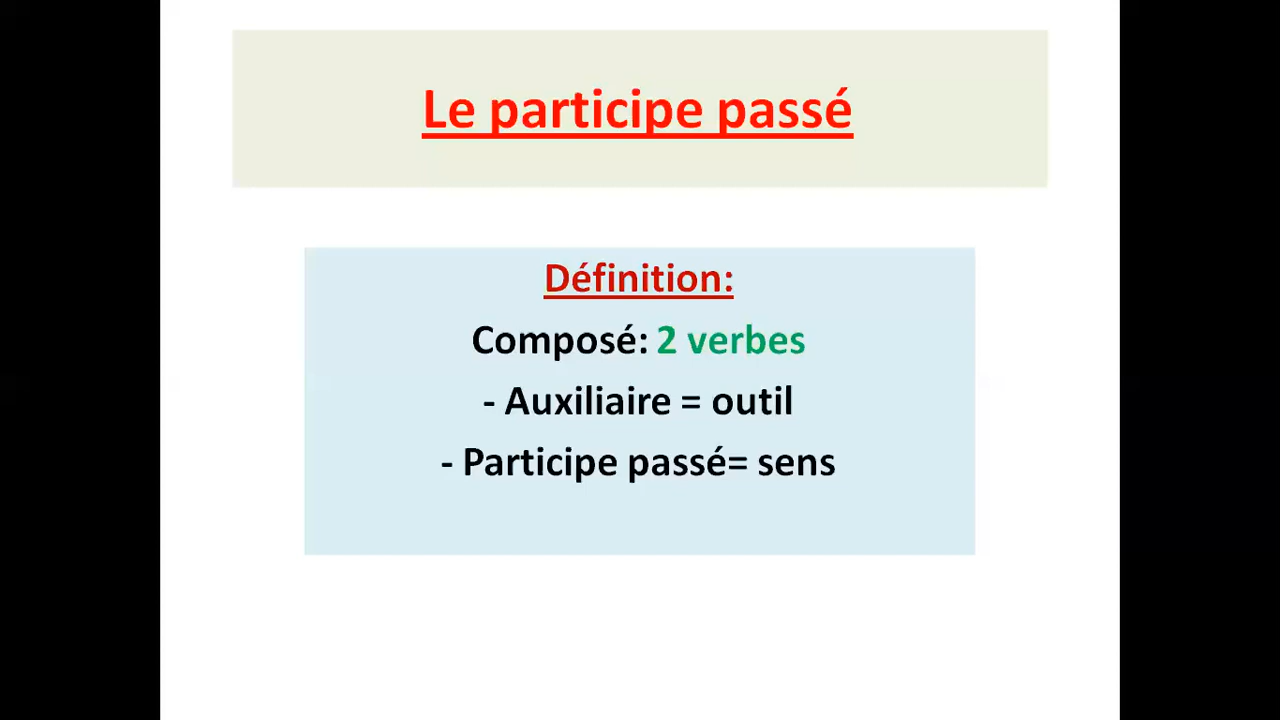 Le participe passé
Définition:
Composé: 2 verbes
- Auxiliaire = outil
- Participe passé= sens